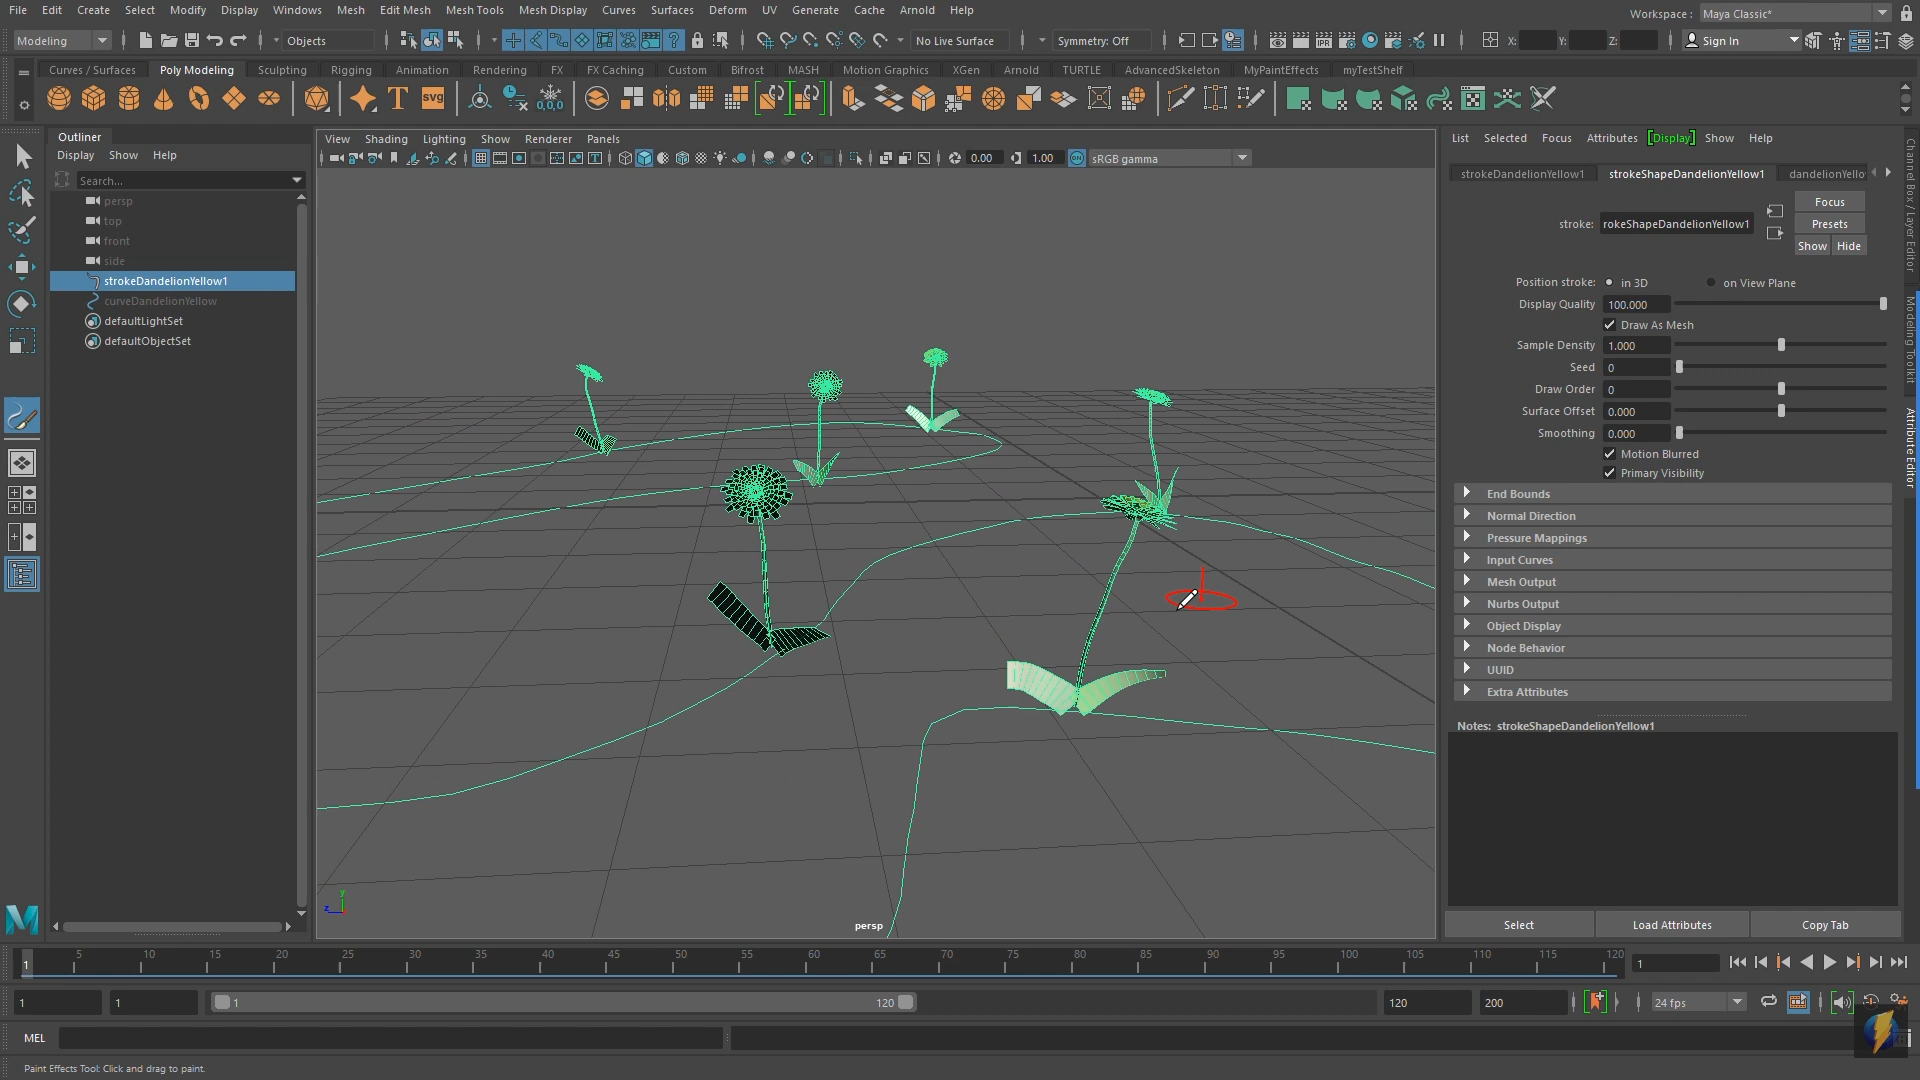 File Edit Create Select Modify Display Windows Mesh Edit Mesh Mesh Tools Mesh Display Curves Surfaces Deform UV Generate Cache Arnold Help
Workspace : Maya Classic*
Modeling Objects No Live Surface Symmetry: Off X: Y: Z: Sign In
Curves / Surfaces Poly Modeling Sculpting Rigging Animation Rendering FX FX Caching Custom Bifrost MASH Motion Graphics XGen Arnold TURTLE AdvancedSkeleton MyPaintEffects myTestShelf
T SVG 0,0,0
Outliner
Display Show Help
Search...
persp
top
front
side
strokeDandelionYellow1
curveDandelionYellow
defaultLightSet
defaultObjectSet
View Shading Lighting Show Renderer Panels
0.00 1.00 ON sRGB gamma
y
z
persp
List Selected Focus Attributes [Display] Show Help
strokeDandelionYellow1 strokeShapeDandelionYellow1 dandelionYello
Focus
stroke: rokeShapeDandelionYellow1 Presets
Show Hide
Position stroke: in 3D on View Plane
Display Quality 100.000
Draw As Mesh
Sample Density 1.000
Seed 0
Draw Order 0
Surface Offset 0.000
Smoothing 0.000
Motion Blurred
Primary Visibility
End Bounds
Normal Direction
Pressure Mappings
Input Curves
Mesh Output
Nurbs Output
Object Display
Node Behavior
UUID
Extra Attributes
Notes: strokeShapeDandelionYellow1
Select Load Attributes Copy Tab
Channel Box / Layer Editor
Modeling Toolkit
Attribute Editor
1 5 10 15 20 25 30 35 40 45 50 55 60 65 70 75 80 85 90 95 100 105 110 115 120 1
1 1 1 120 120 200 24 fps
MEL
Paint Effects Tool: Click and drag to paint.